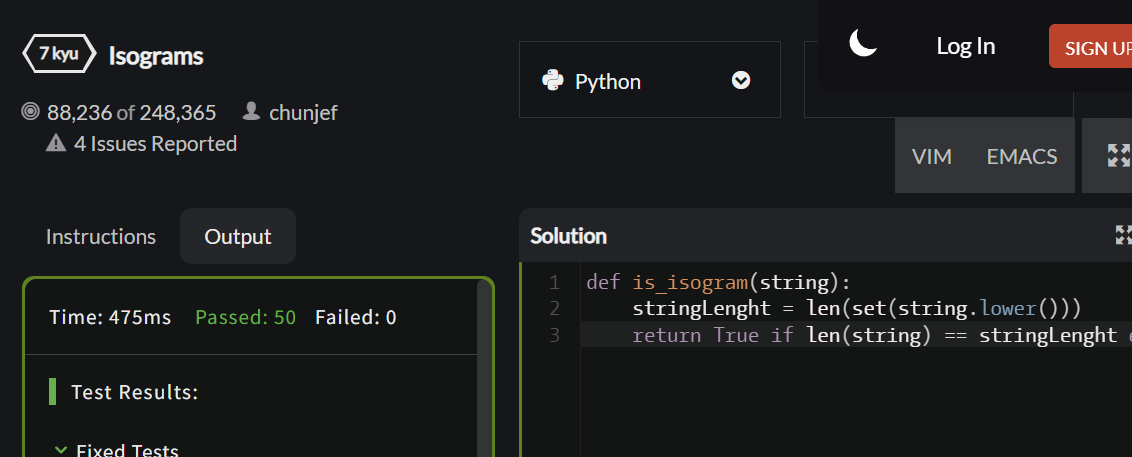 7 kyu Isograms
88,236 of 248,365 chunjef
4 Issues Reported
Python
Log In
SIGN UP
VIM EMACS
Instructions Output
Time: 475ms Passed: 50 Failed: 0
Test Results:
Fixed Tests
Solution
1 def is_isogram(string):
2 stringLenght = len(set(string.lower()))
3 return True if len(string) == stringLenght